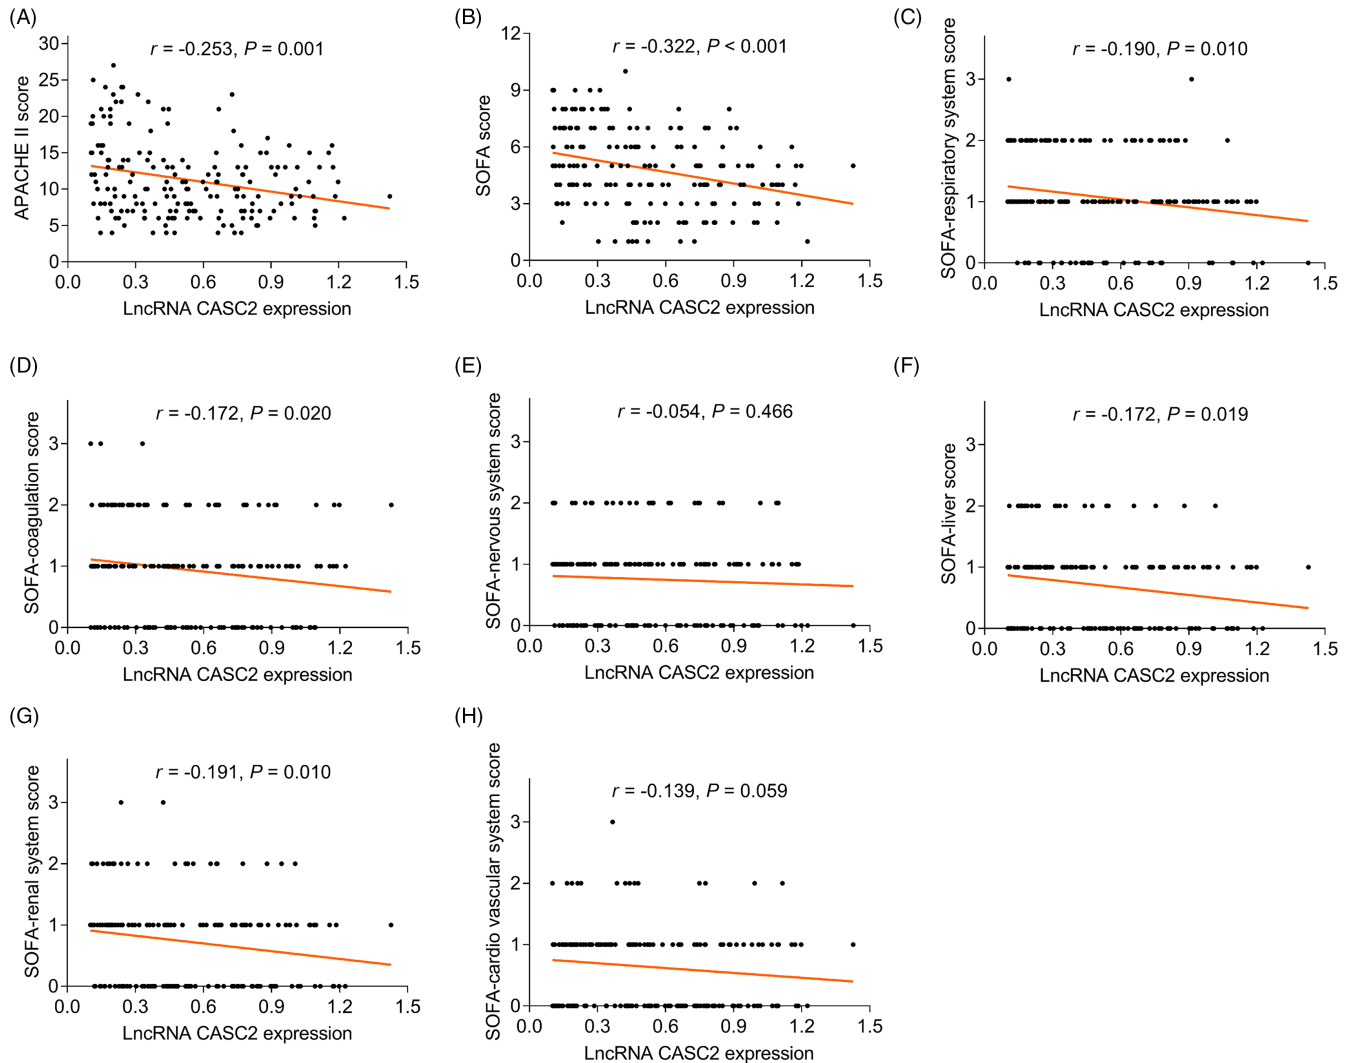 (A)
r = -0.253, P = 0.001
APACHE II score
30
25
20
15
10
5
0
0.0 0.3 0.6 0.9 1.2 1.5
LncRNA CASC2 expression
(B)
r = -0.322, P < 0.001
SOFA score
12
9
6
3
0
0.0 0.3 0.6 0.9 1.2 1.5
LncRNA CASC2 expression
(C)
r = -0.190, P = 0.010
SOFA-respiratory system score
3
2
1
0
0.0 0.3 0.6 0.9 1.2 1.5
LncRNA CASC2 expression
(D)
r = -0.172, P = 0.020
SOFA-coagulation score
3
2
1
0
0.0 0.3 0.6 0.9 1.2 1.5
LncRNA CASC2 expression
(E)
r = -0.054, P = 0.466
SOFA-nervous system score
3
2
1
0
0.0 0.3 0.6 0.9 1.2 1.5
LncRNA CASC2 expression
(F)
r = -0.172, P = 0.019
SOFA-liver score
3
2
1
0
0.0 0.3 0.6 0.9 1.2 1.5
LncRNA CASC2 expression
(G)
r = -0.191, P = 0.010
SOFA-renal system score
3
2
1
0
0.0 0.3 0.6 0.9 1.2 1.5
LncRNA CASC2 expression
(H)
r = -0.139, P = 0.059
SOFA-cardio vascular system score
3
2
1
0
0.0 0.3 0.6 0.9 1.2 1.5
LncRNA CASC2 expression